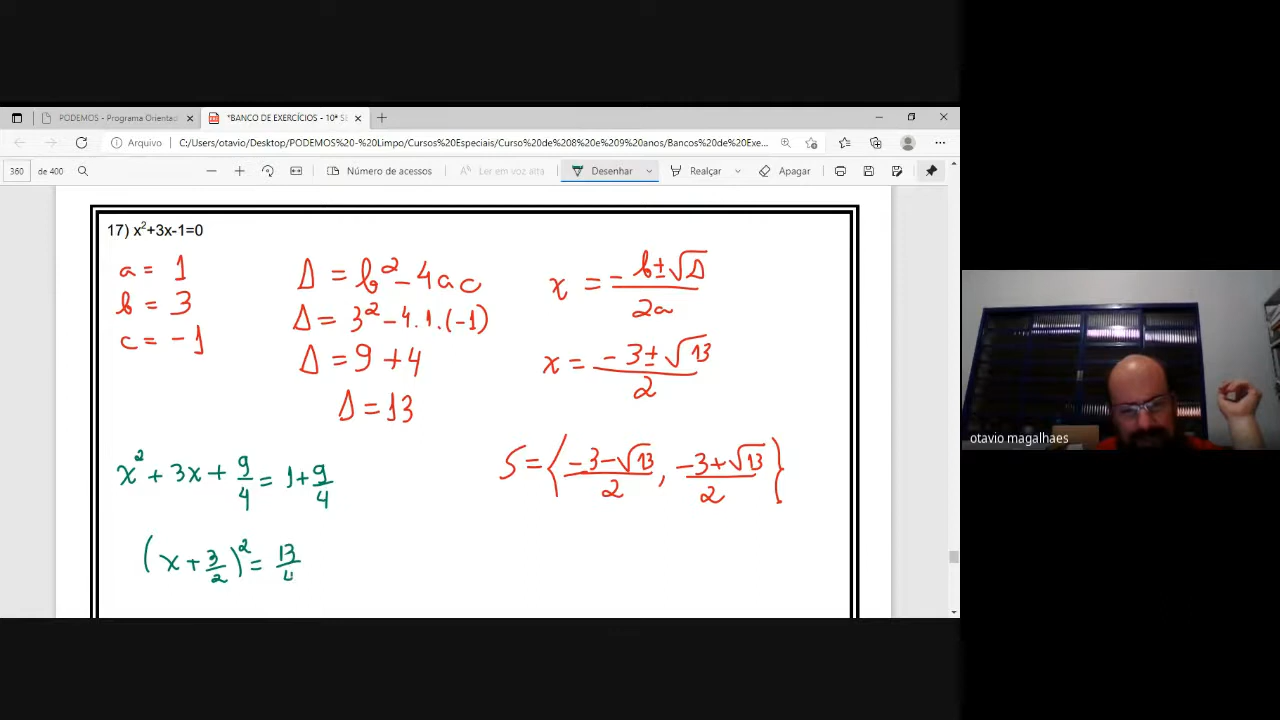 PODEMOS - Programa Orientad
*BANCO DE EXERCÍCIOS - 10ª SE
Arquivo C:/Users/otavio/Desktop/PODEMOS%20-%20Limpo/Cursos%20Especiais/Curso%20de%208%20e%209%20anos/Bancos%20de%20Exe...
360 de 400 Número de acessos Ler em voz alta Desenhar Realçar Apagar
17) x²+3x-1=0
a = 1
b = 3
c = -1
Δ = b² - 4ac
Δ = 3² - 4.1.(-1)
Δ = 9 + 4
Δ = 13
x = (-b ± √Δ)/2a
x = (-3 ± √13)/2
S = {(-3-√13)/2, (-3+√13)/2}
x² + 3x + 9/4 = 1 + 9/4
(x + 3/2)² = 13/4
otavio magalhaes